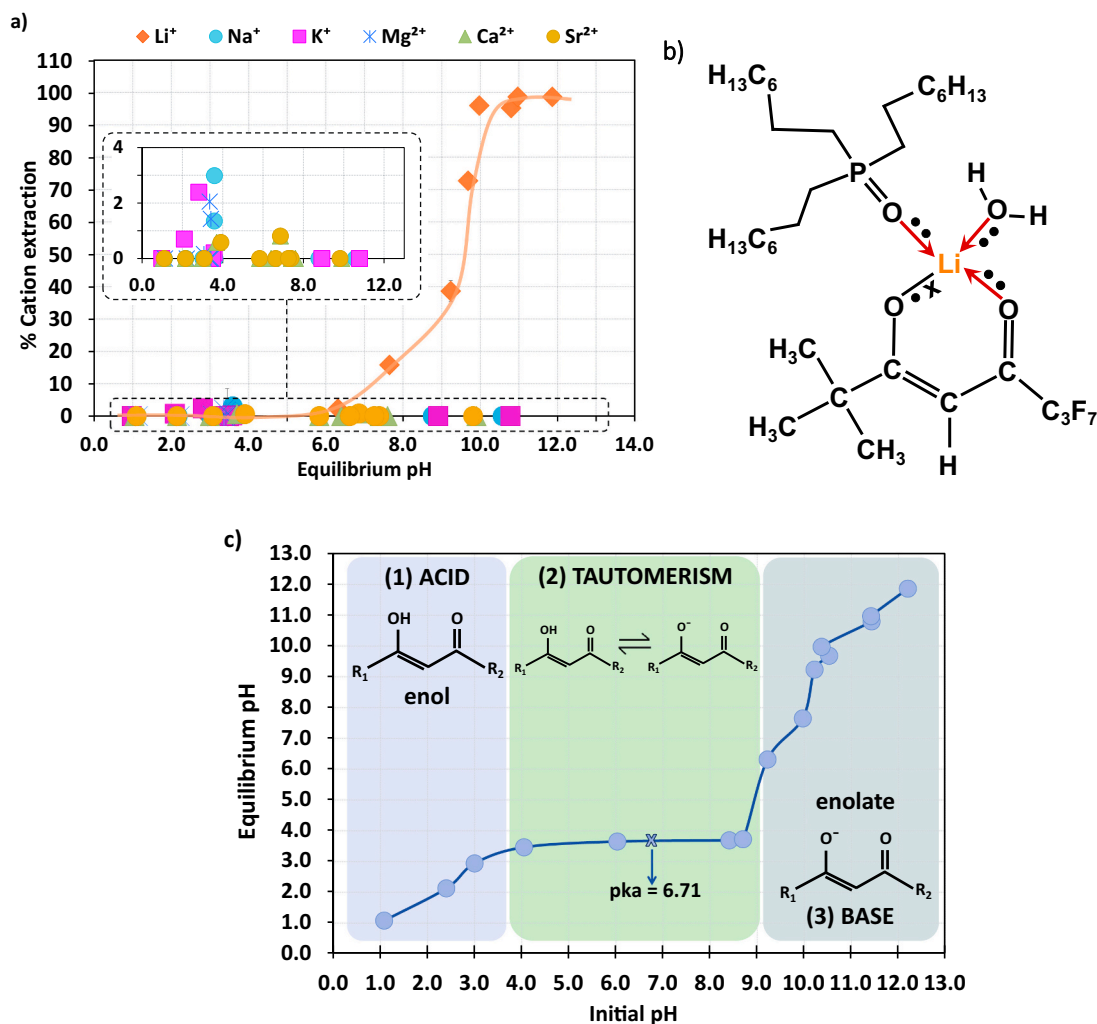 a)
Li⁺ Na⁺ K⁺ Mg²⁺ Ca²⁺ Sr²⁺
% Cation extraction
110
100
90
80
70
60
50
40
30
20
10
0
0.0 2.0 4.0 6.0 8.0 10.0 12.0 14.0
Equilibrium pH
4
2
0
0.0 4.0 8.0 12.0
b)
H₁₃C₆
C₆H₁₃
P
H
O
O
H
H₁₃C₆
Li
x
O
O
H₃C
C
C
C
C
C
C₃F₇
H₃C
CH₃
H
c)
Equilibrium pH
13.0
12.0
11.0
10.0
9.0
8.0
7.0
6.0
5.0
4.0
3.0
2.0
1.0
0.0
(1) ACID
OH O
R₁ R₂
enol
(2) TAUTOMERISM
OH O O⁻ O
R₁ R₂ R₁ R₂
X
pka = 6.71
enolate
O⁻ O
R₁ R₂
(3) BASE
0.0 1.0 2.0 3.0 4.0 5.0 6.0 7.0 8.0 9.0 10.0 11.0 12.0 13.0
Initial pH